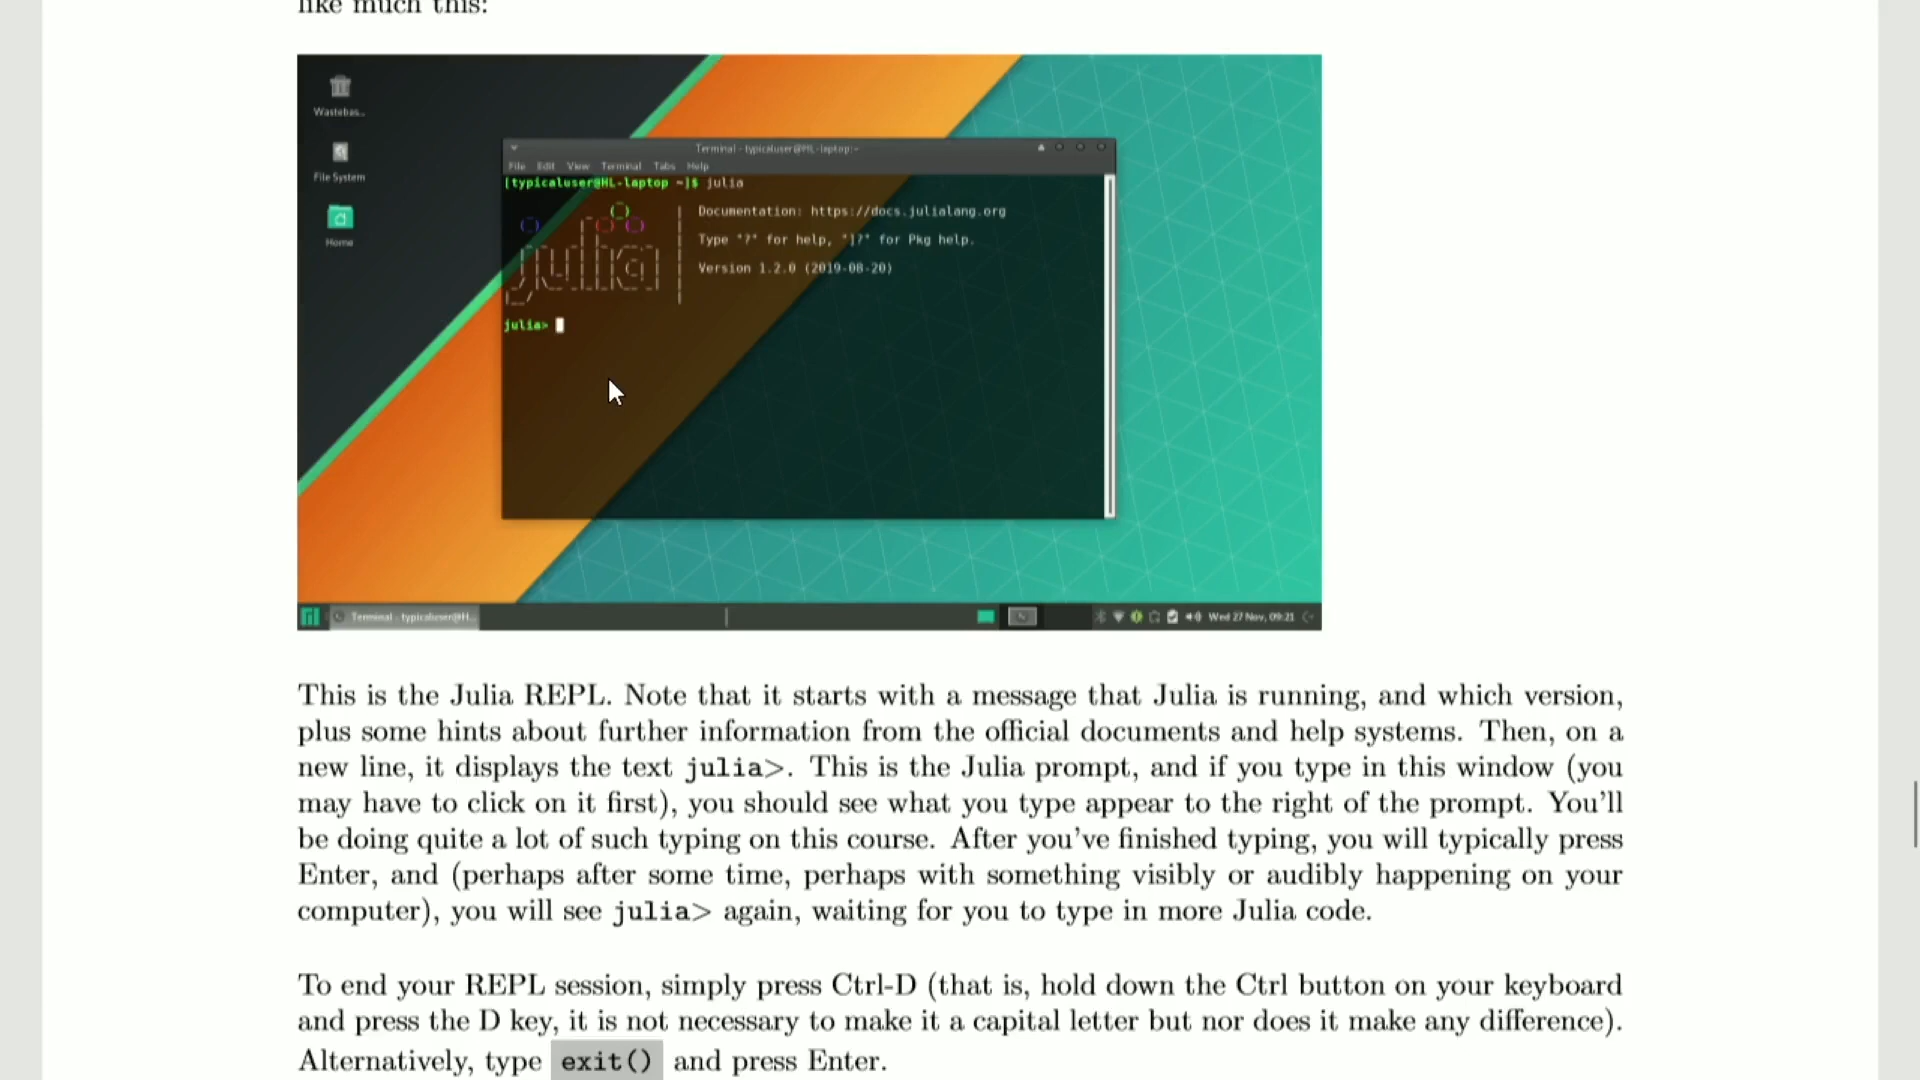 like much this:
Wastebas..
File System
Home
Terminal - typicaluser@HL-laptop:~
File Edit View Terminal Tabs Help
[typicaluser@HL-laptop ~]$ julia
Documentation: https://docs.julialang.org
Type "?" for help, "]?" for Pkg help.
Version 1.2.0 (2019-08-20)
julia>
Terminal - typicaluser@H...
Wed 27 Nov, 09:21
This is the Julia REPL. Note that it starts with a message that Julia is running, and which version,
plus some hints about further information from the official documents and help systems. Then, on a
new line, it displays the text julia>. This is the Julia prompt, and if you type in this window (you
may have to click on it first), you should see what you type appear to the right of the prompt. You'll
be doing quite a lot of such typing on this course. After you've finished typing, you will typically press
Enter, and (perhaps after some time, perhaps with something visibly or audibly happening on your
computer), you will see julia> again, waiting for you to type in more Julia code.
To end your REPL session, simply press Ctrl-D (that is, hold down the Ctrl button on your keyboard
and press the D key, it is not necessary to make it a capital letter but nor does it make any difference).
Alternatively, type exit() and press Enter.